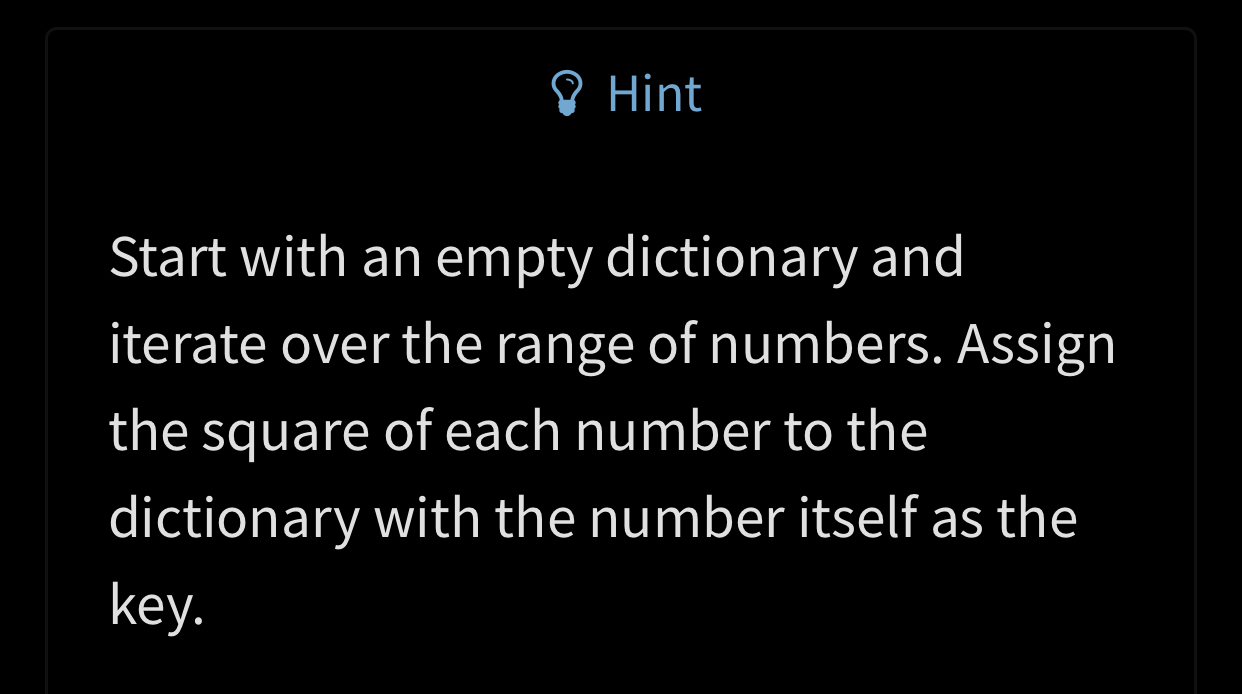 Hint
Start with an empty dictionary and
iterate over the range of numbers. Assign
the square of each number to the
dictionary with the number itself as the
key.